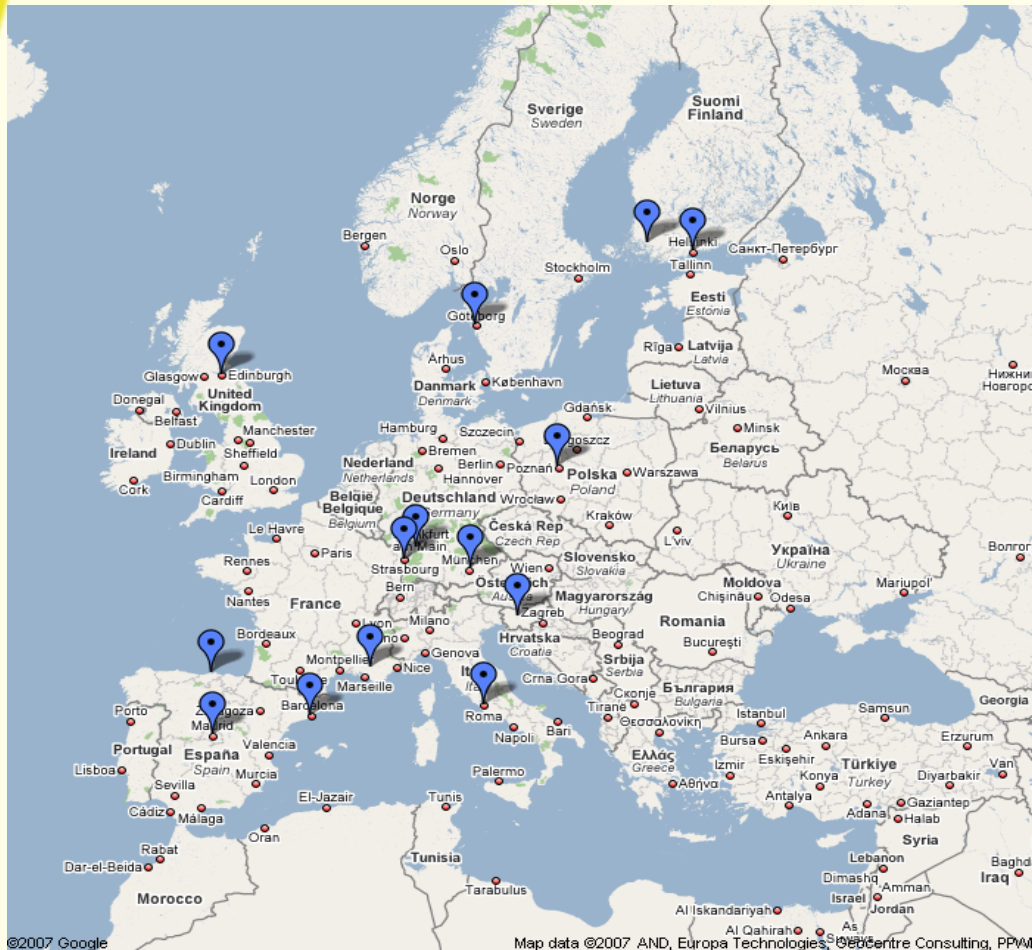 Sverige
Sweden
Suomi
Finland
Norge
Norway
Bergen
Oslo
Stockholm
Helsinki
Tallinn
Санкт-Петербург
Eesti
Estonia
Göteborg
Rīga
Latvija
Latvia
Århus
Glasgow
Edinburgh
Danmark
Denmark
København
Lietuva
Lithuania
Москва
United
Kingdom
Donegal
Belfast
Gdańsk
Vilnius
Minsk
Hamburg
Szczecin
Manchester
Dublin
Sheffield
Ireland
Bremen
Беларусь
Belarus
Nederland
Netherlands
Berlin
Poznań
Polska
Poland
Warszawa
Hannover
Birmingham
London
Cork
Cardiff
België
Belgique
Belgium
Deutschland
Wrocław
Kraków
Česká Rep
Czech Rep
Київ
L'viv
Le Havre
Paris
Strasbourg
München
Slovensko
Slovakia
Україна
Ukraine
Rennes
Wien
Bern
Magyarország
Hungary
Moldova
Chişinău
Odesa
Mariupol'
Nantes
France
Zagreb
Milano
Romania
Bordeaux
Hrvatska
Croatia
Beograd
Bucureşti
Genova
Montpellier
Nice
Marseille
Srbija
Serbia
Crna Gora
България
Bulgaria
Скопје
Tiranë
Θεσσαλονίκη
Istanbul
Samsun
Georgia
Porto
Barcelona
Madrid
Roma
Napoli
Bari
Bursa
Ankara
Eskişehir
Erzurum
Portugal
España
Spain
Valencia
Ελλάς
Greece
Izmir
Konya
Türkiye
Turkey
Van
Diyarbakir
Lisboa
Murcia
Sevilla
Palermo
Αθήνα
Antalya
Adana
Gaziantep
Halab
Cádiz
Málaga
El-Jazair
Tunis
Oran
Syria
Rabat
Dar-el-Beida
Tunisia
Lebanon
Dimashq
Iraq
Morocco
Tarabulus
Amman
Israel
Jordan
Al Iskandariyah
Al Qahirah
©2007 Google
Map data ©2007 AND, Europa Technologies, Geocentre Consulting, PPW